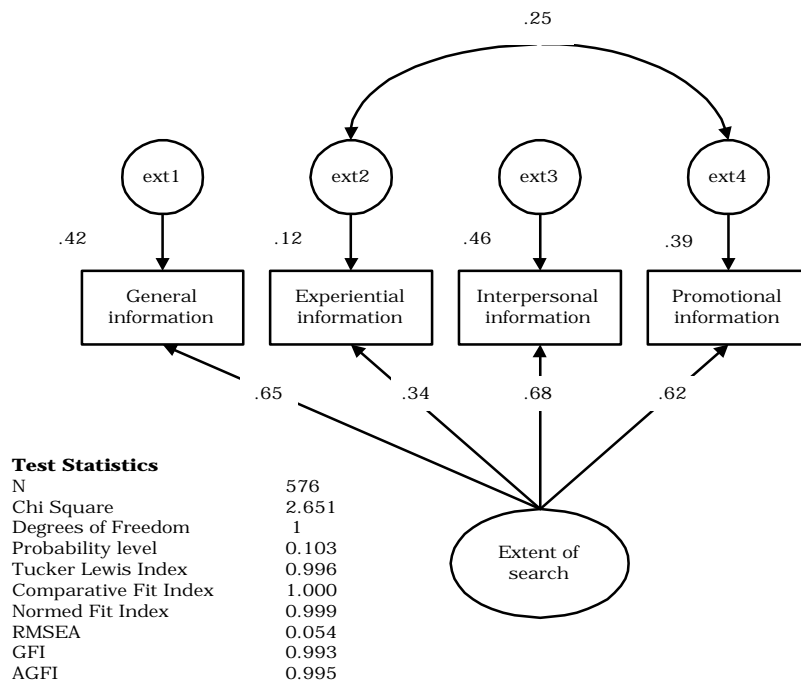 .25
ext1 ext2 ext3 ext4
.42 .12 .46 .39
General Experiential Interpersonal Promotional
information information information information
.65 .34 .68 .62
Test Statistics
N 576
Chi Square 2.651
Degrees of Freedom 1
Probability level 0.103
Tucker Lewis Index 0.996
Comparative Fit Index 1.000
Normed Fit Index 0.999
RMSEA 0.054
GFI 0.993
AGFI 0.995
Extent of
search